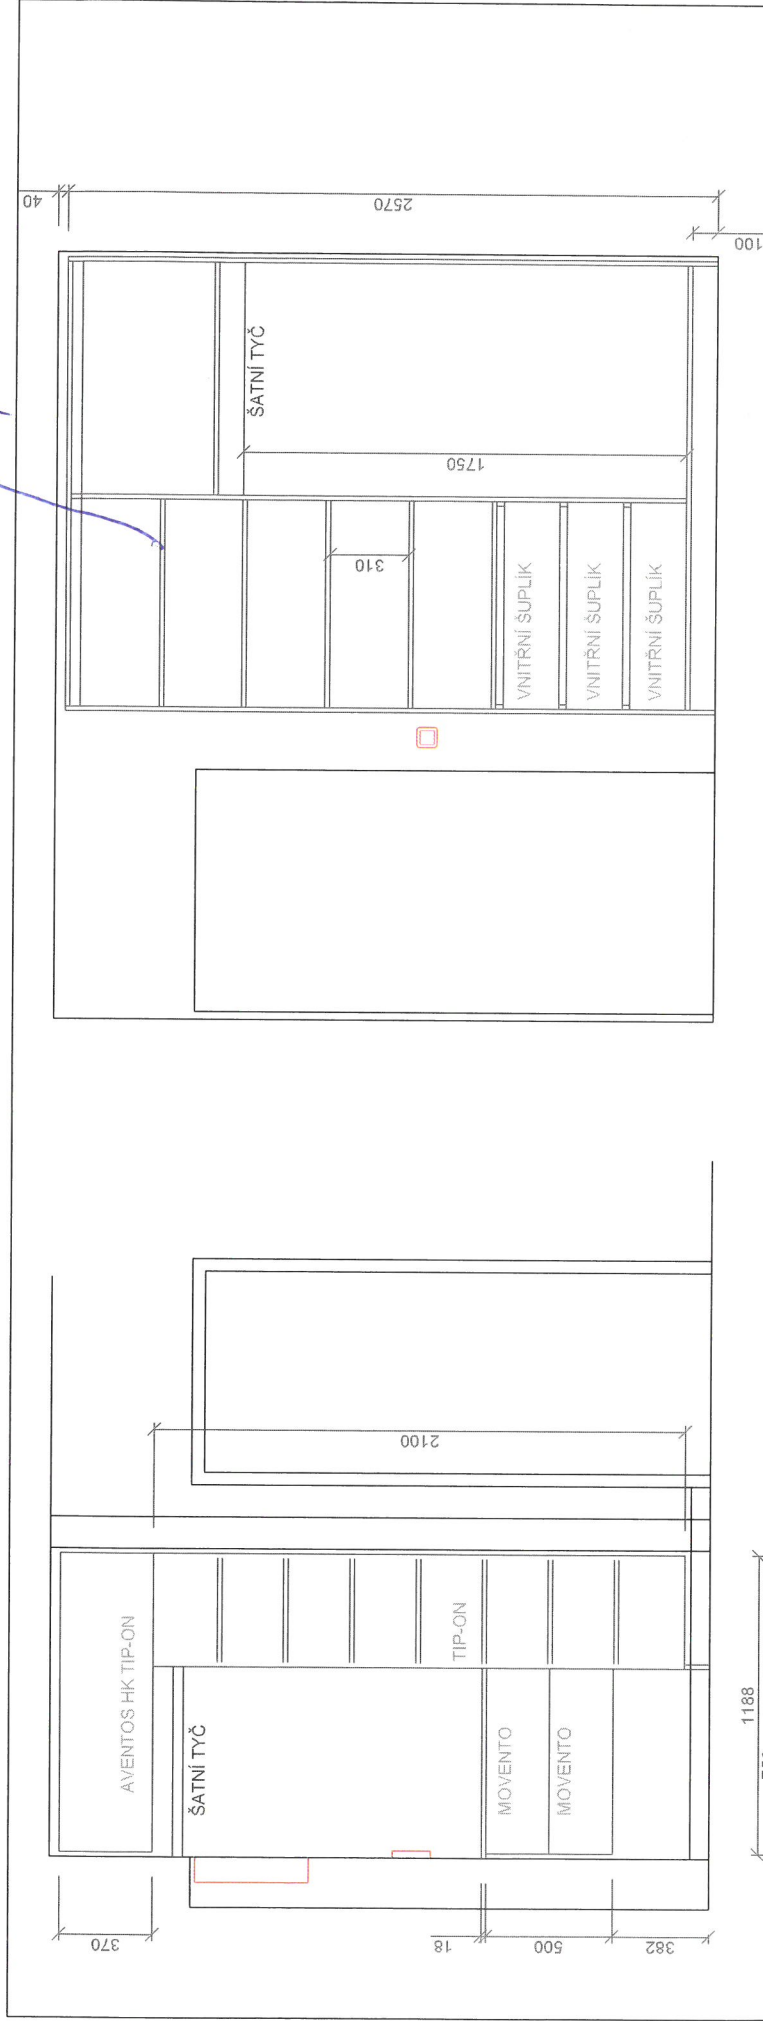 40
2570
100
ŠATNÍ TYČ
1750
310
VNITŘNÍ ŠUPLÍK
VNITŘNÍ ŠUPLÍK
VNITŘNÍ ŠUPLÍK
2100
AVENTOS HK TIP-ON
ŠATNÍ TYČ
TIP-ON
MOVENTO
MOVENTO
1188
370
18
500
382